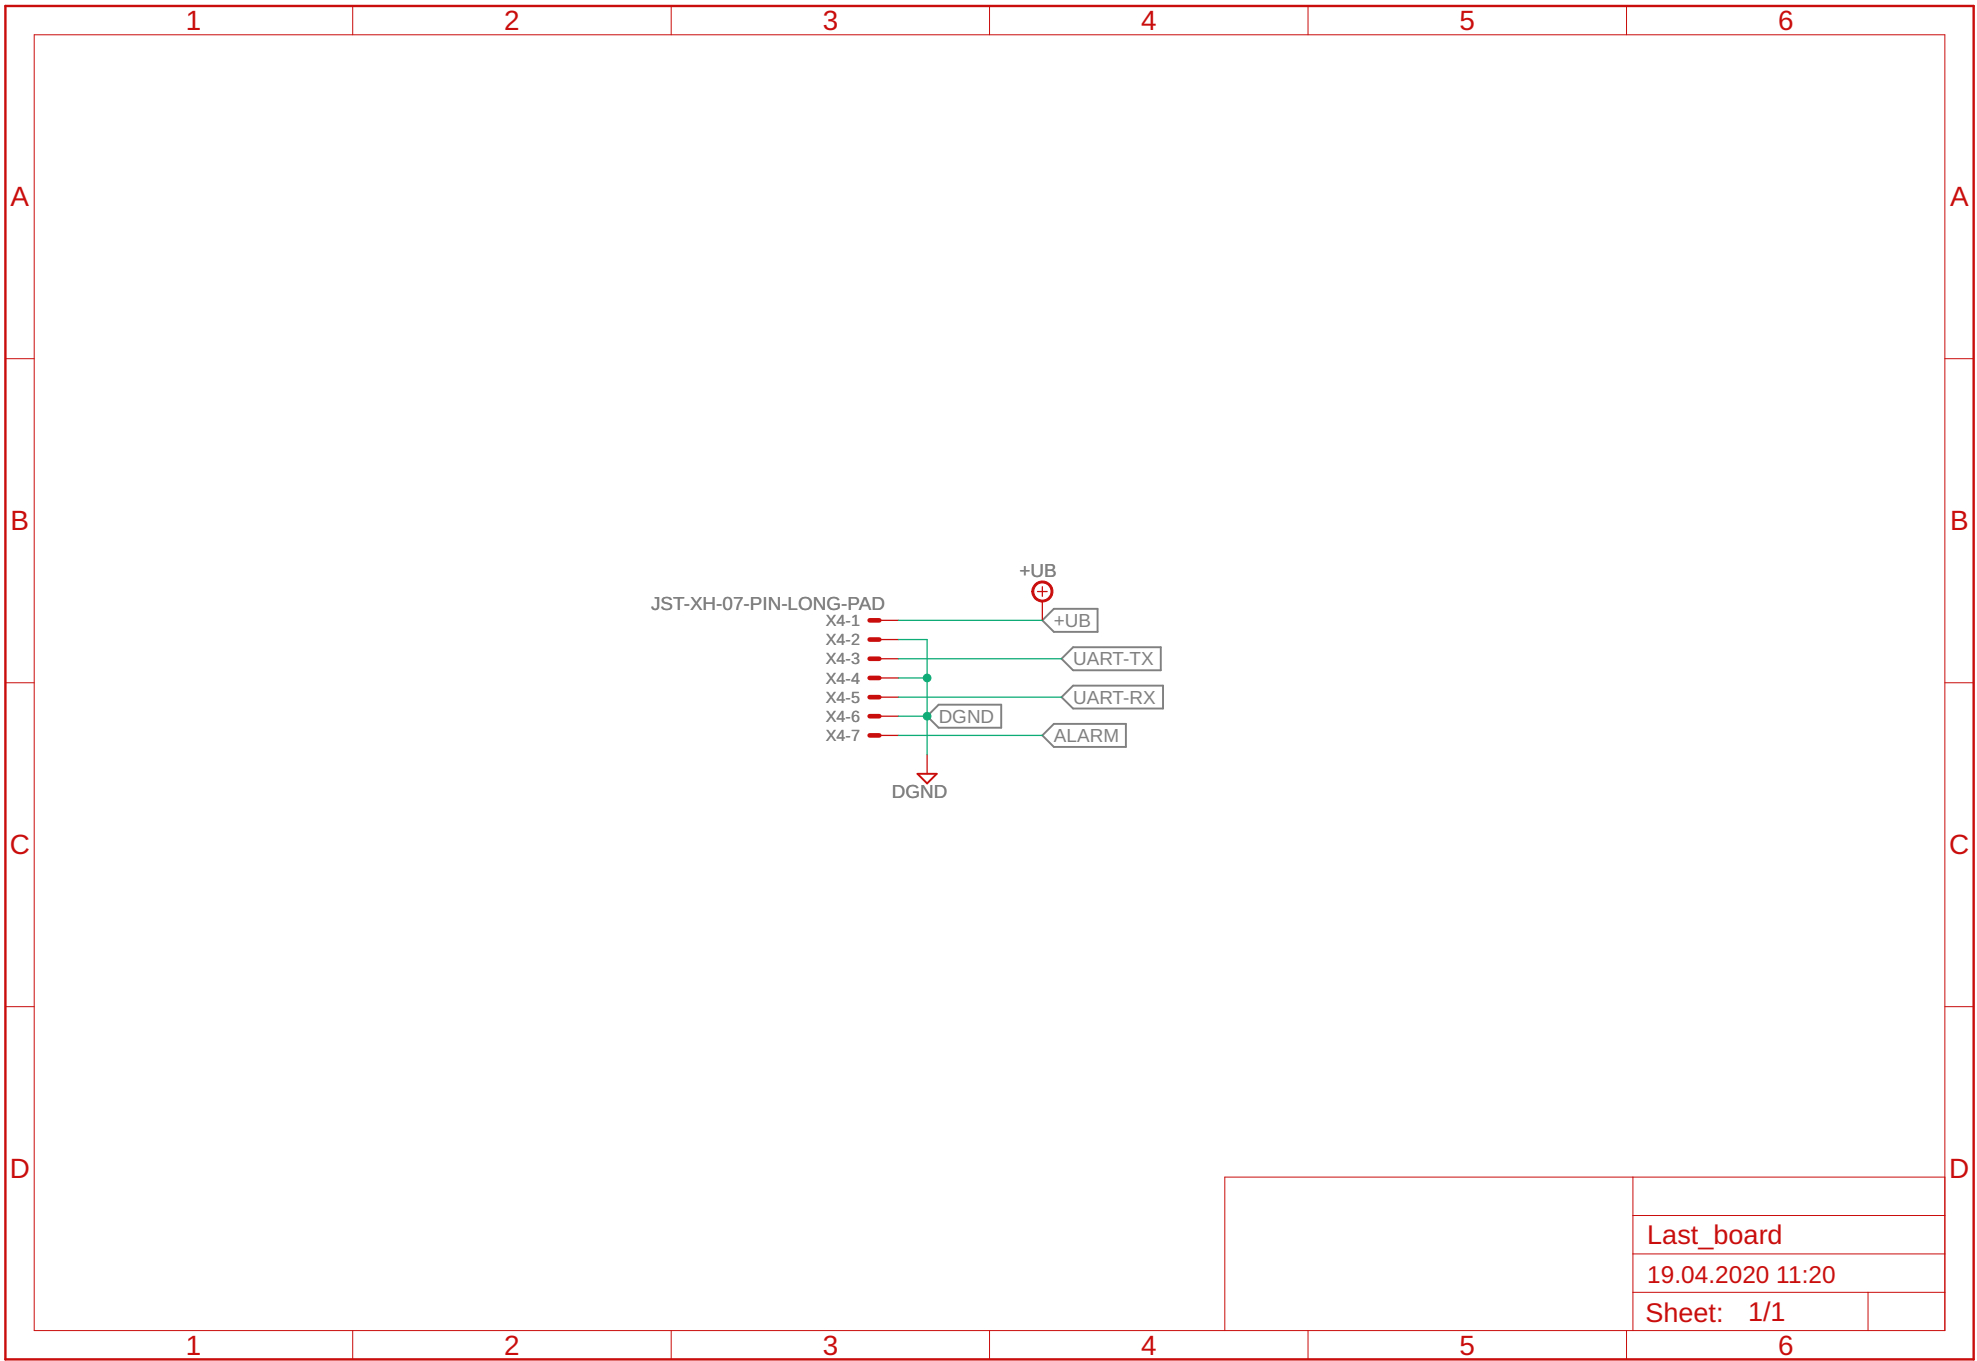 1 2 3 4 5 6
A A
B B
+UB
JST-XH-07-PIN-LONG-PAD
X4-1 +UB
X4-2
X4-3 UART-TX
X4-4
X4-5 UART-RX
X4-6 DGND
X4-7 ALARM
DGND
C C
D D
Last_board
19.04.2020 11:20
Sheet: 1/1
1 2 3 4 5 6